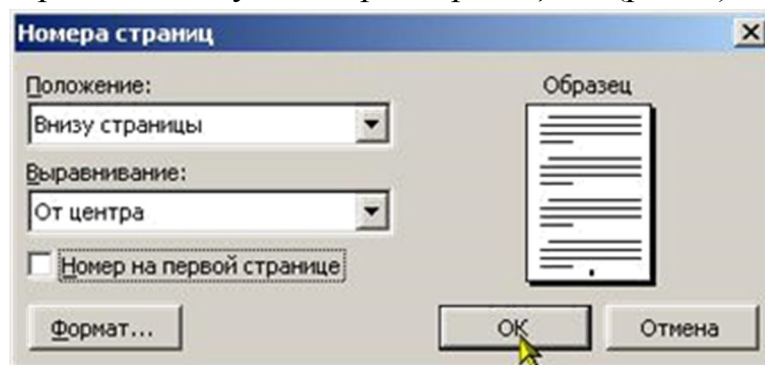 Номера страниц
Положение:
Образец
Внизу страницы
Выравнивание:
От центра
Номер на первой странице
Формат...
ОК
Отмена